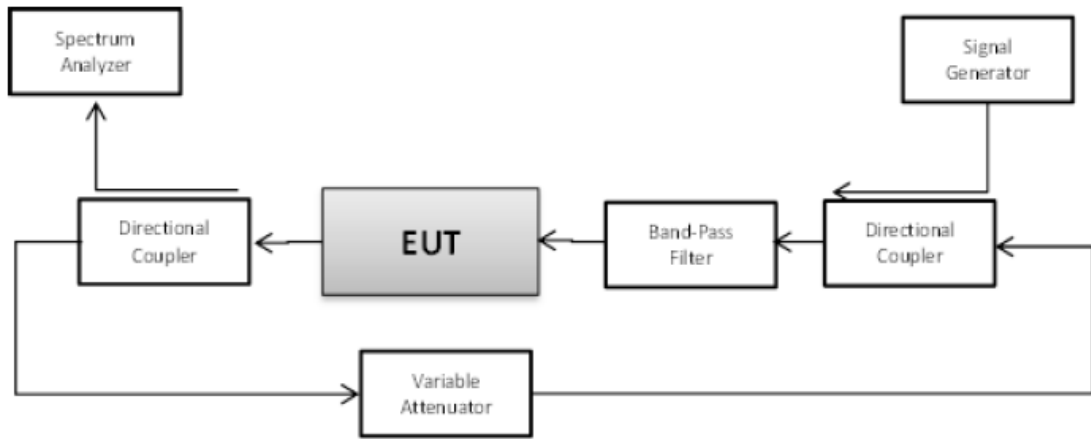 Spectrum
Analyzer
Signal
Generator
Directional
Coupler
EUT
Band-Pass
Filter
Directional
Coupler
Variable
Attenuator